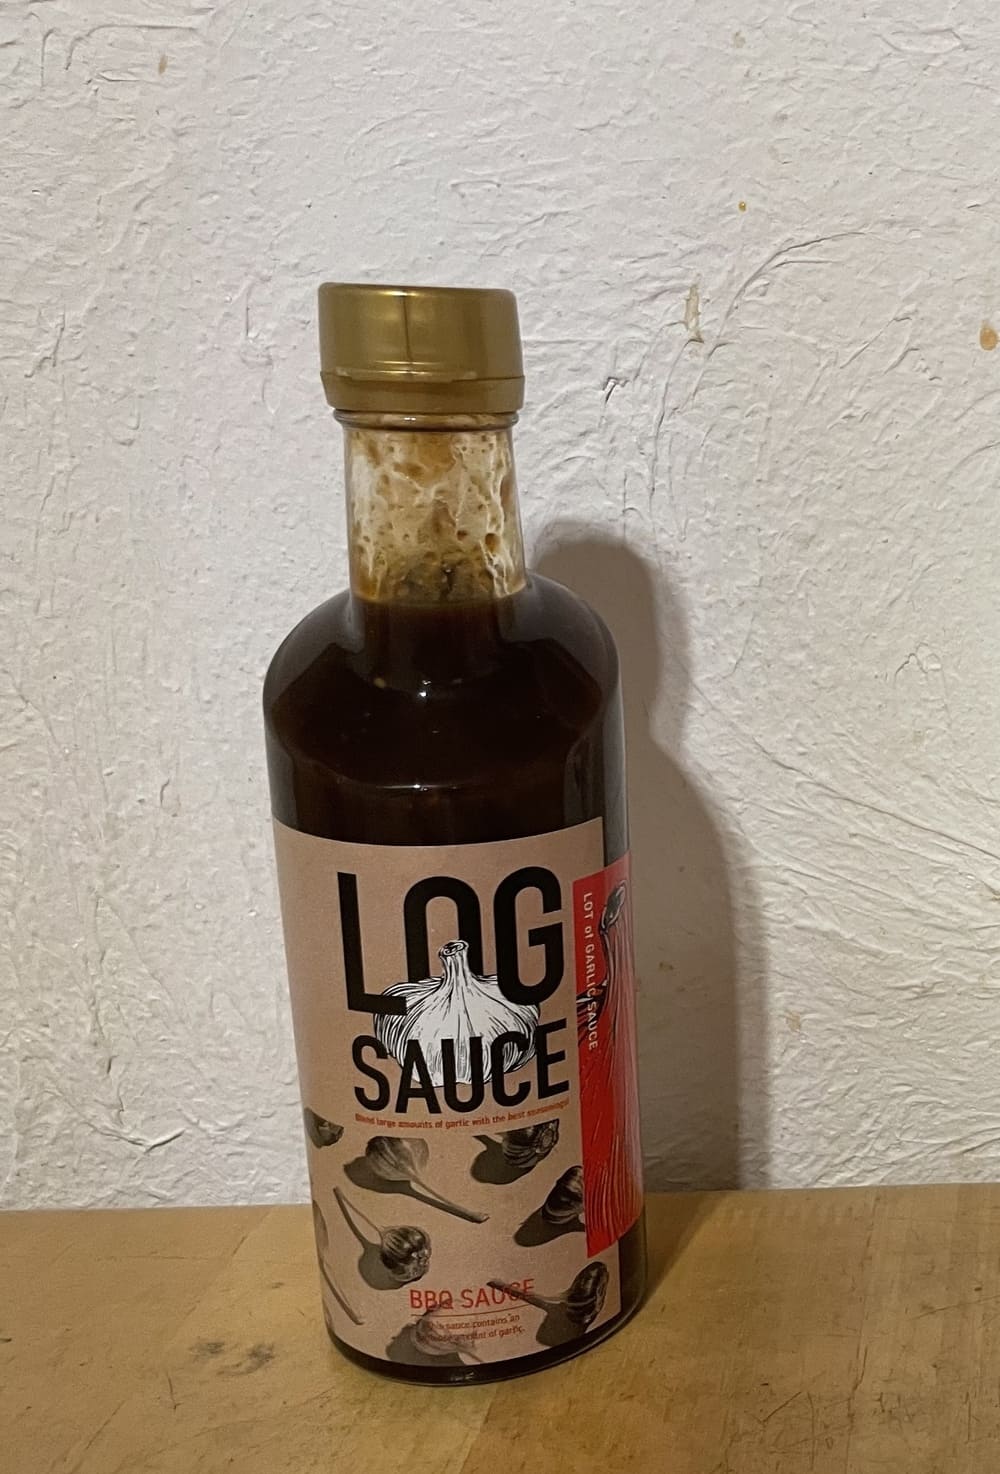 LOG
SAUCE
Blend large amounts of garlic with the best seasonings!
LOT of GARLIC SAUCE
BBQ SAUCE
This sauce contains an
amount of garlic.